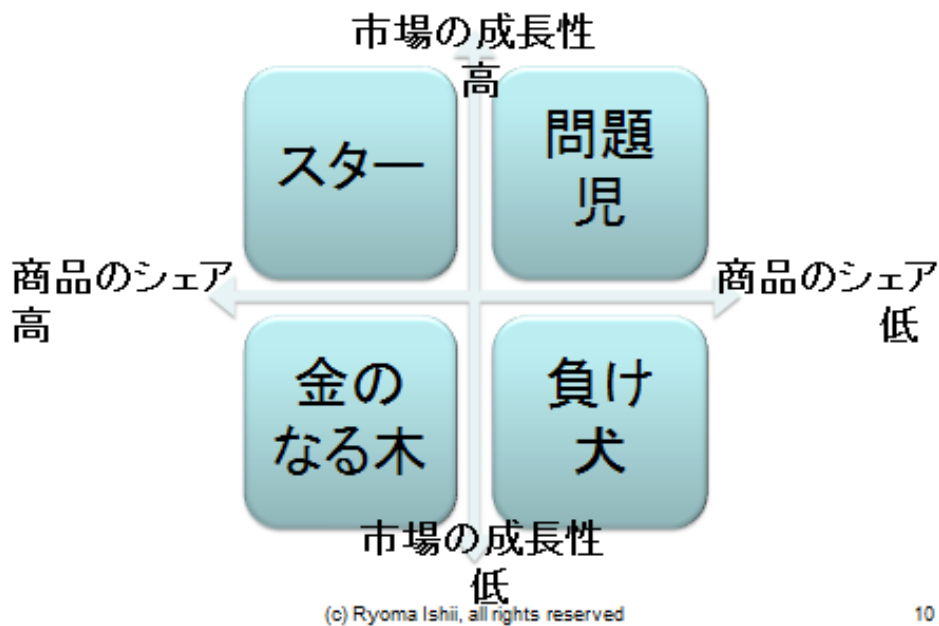 市場の成長性
高
スター
問題
児
商品のシェア
高
商品のシェア
低
金の
なる木
負け
犬
市場の成長性
低
(c) Ryoma Ishii, all rights reserved
10